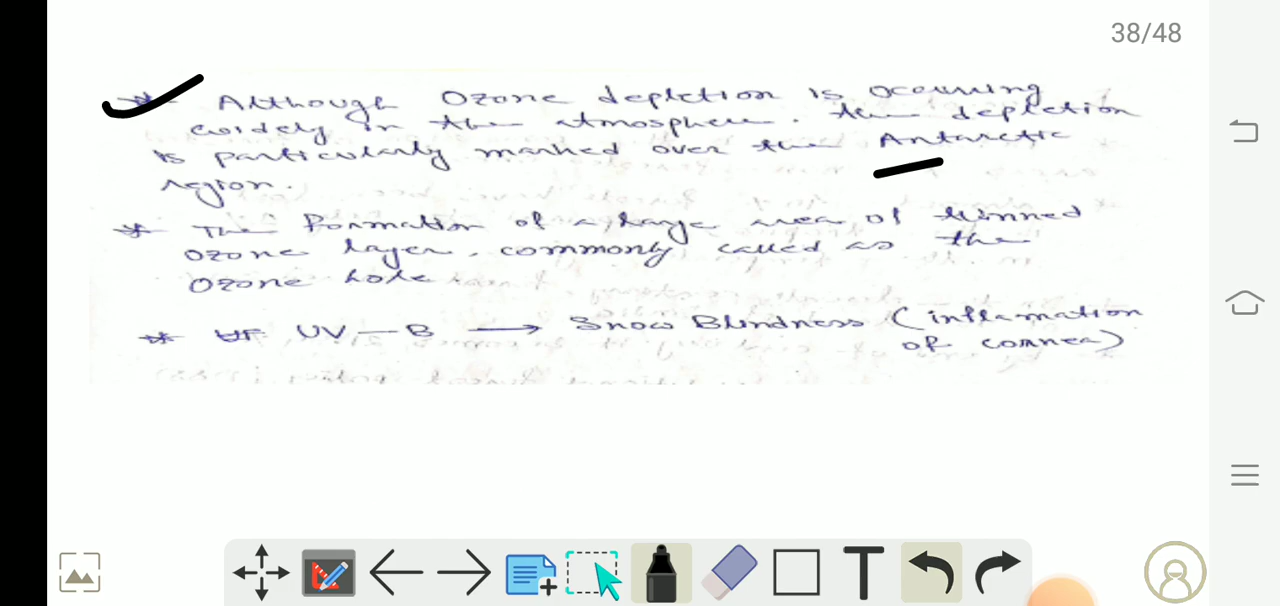 38/48
* Although Ozone depletion is occurring
widely in the atmosphere. the depletion
is particularly marked over the Antarctic
region.
* The Formation of a large area of thinned
ozone layer, commonly called as the
Ozone hole
* UF UV — B → Snow Blindness (inflamation
of cornea)
T